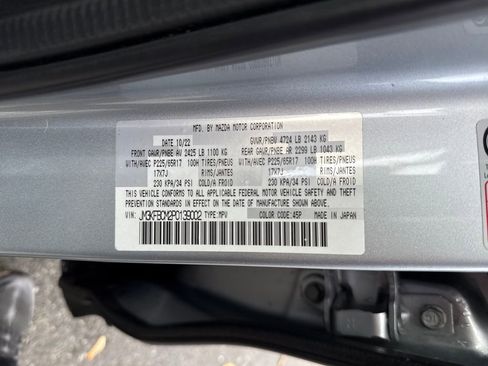 MFD. BY MAZDA MOTOR CORPORATION
DATE 10/22 GVWR/PNBV 4724 LB 2143 KG
FRONT GAWR/PNBE AV 2425 LB 1100 KG REAR GAWR/PNBE AR 2299 LB 1043 KG
WITH/AVEC P225/65R17 100H TIRES/PNEUS WITH/AVEC P225/65R17 100H TIRES/PNEUS
17X7J RIMS/JANTES 17X7J RIMS/JANTES
230 KPA/34 PSI COLD/A FROID 230 KPA/34 PSI COLD/A FROID
THIS VEHICLE CONFORMS TO ALL APPLICABLE FEDERAL MOTOR VEHICLE SAFETY AND THEFT
PREVENTION STANDARDS IN EFFECT ON THE DATE OF MANUFACTURE SHOWN ABOVE.
VIN: JM3KFBCM2P0139002 TYPE:MPV COLOR CODE:45P MADE IN JAPAN